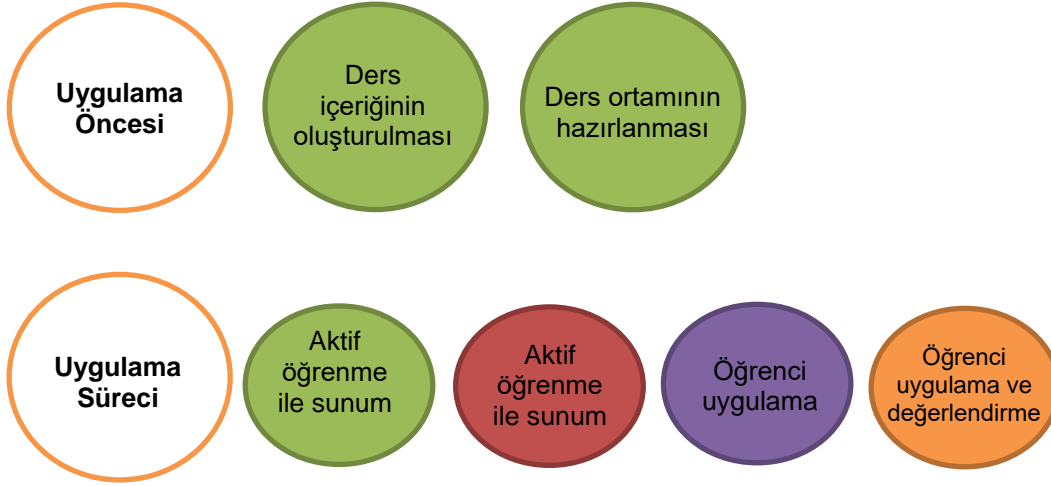 Uygulama
Öncesi
Ders
içeriğinin
oluşturulması
Ders ortamının
hazırlanması
Uygulama
Süreci
Aktif
öğrenme
ile sunum
Aktif
öğrenme
ile sunum
Öğrenci
uygulama
Öğrenci
uygulama ve
değerlendirme